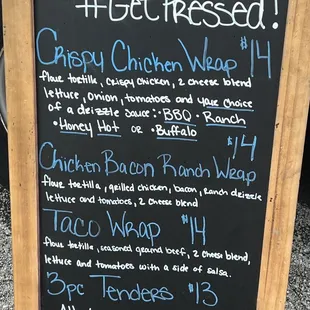 #GetPressed!
Crispy Chicken Wrap $14
flour tortilla, crispy chicken, 2 cheese blend
lettuce, onion, tomatoes and your choice
of a deizzle sauce: • BBQ • Ranch
• Honey Hot or • Buffalo
$14
Chicken Bacon Ranch Wrap
flour tortilla, grilled chicken, bacon, ranch deizzle
lettuce and tomatoes, 2 cheese blend
Taco Wrap $14
flour tortilla, seasoned ground beef, 2 cheese blend,
lettuce and tomatoes with a side of salsa.
3pc Tenders $13